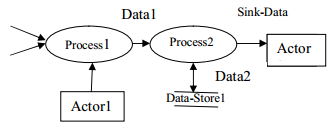 Data1
Sink-Data
Process1
Process2
Actor
Data2
Data-Store1
Actor1